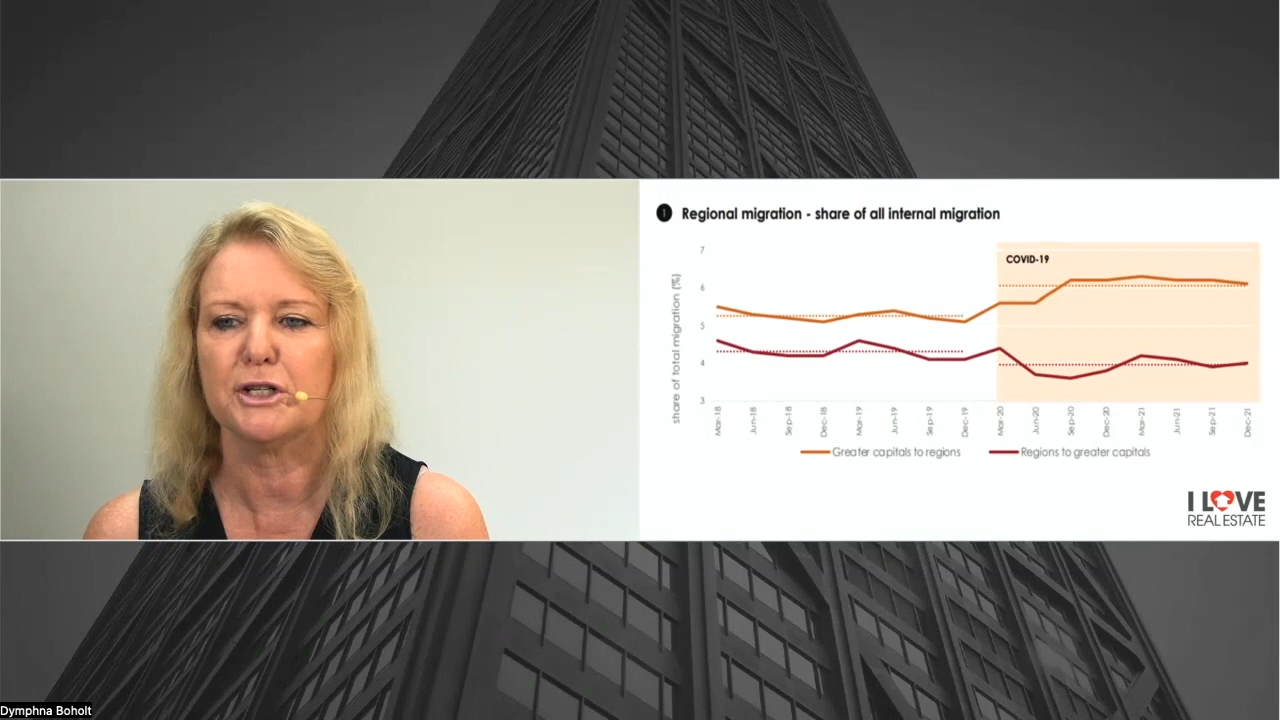 1 Regional migration - share of all internal migration
share of total migration (%)
7
6
5
4
3
COVID-19
Mar-18
Jun-18
Sep-18
Dec-18
Mar-19
Jun-19
Sep-19
Dec-19
Mar-20
Jun-20
Sep-20
Dec-20
Mar-21
Jun-21
Sep-21
Dec-21
Greater capitals to regions
Regions to greater capitals
I LOVE
REAL ESTATE
Dymphna Boholt